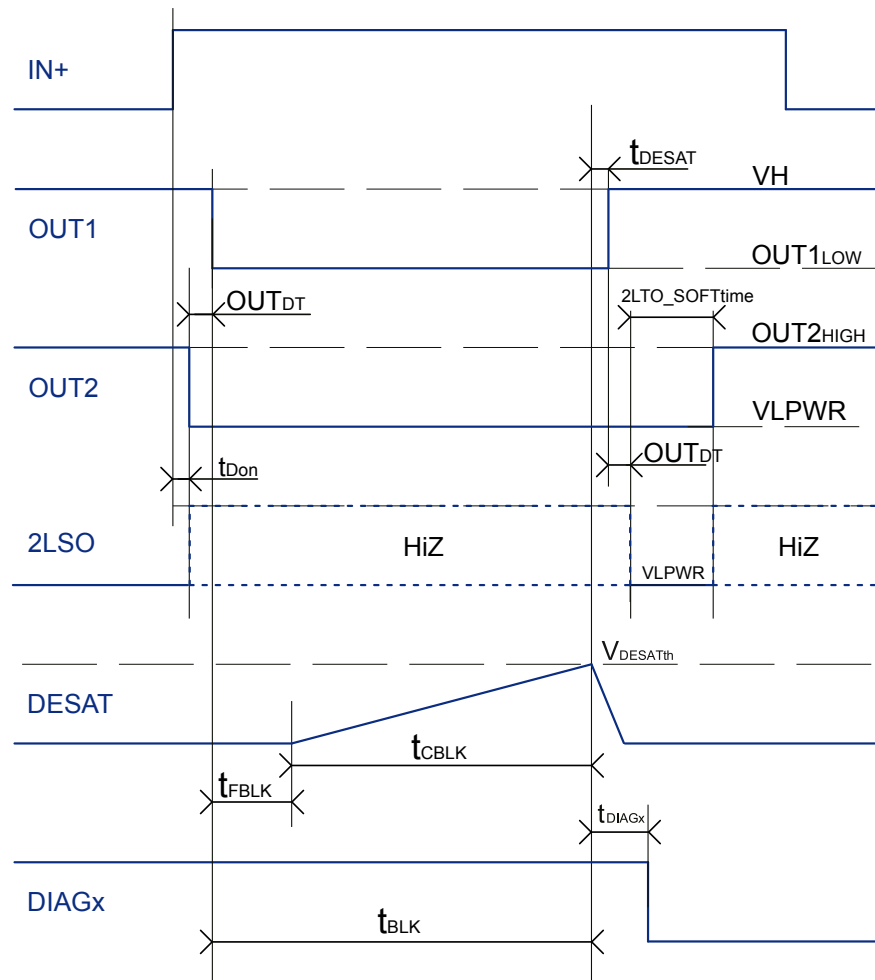 IN+
tDESAT
VH
OUT1
OUT1LOW
2LTO_SOFTtime
OUTDT
OUT2HIGH
OUT2
VLPWR
OUTDT
tDon
2LSO
HiZ
HiZ
VLPWR
VDESATth
DESAT
tCBLK
tFBLK
tDIAGx
DIAGx
tBLK